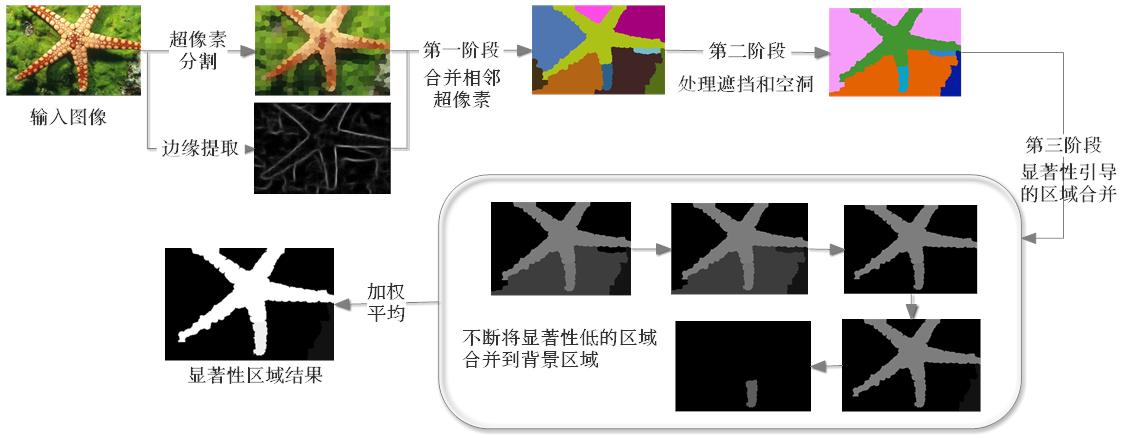 输入图像
超像素
分割
边缘提取
第一阶段
合并相邻
超像素
第二阶段
处理遮挡和空洞
第三阶段
显著性引导
的区域合并
不断将显著性低的区域
合并到背景区域
加权
平均
显著性区域结果